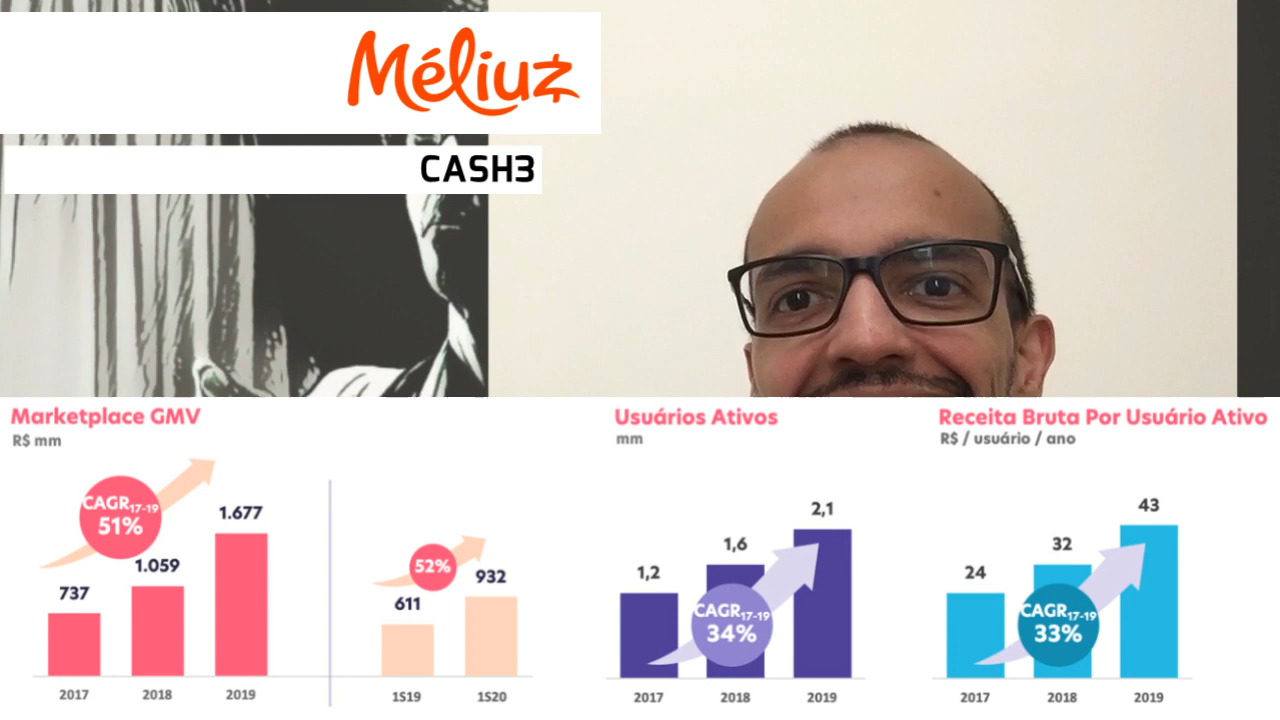 Méliuz
CASH3
Marketplace GMV
R$ mm
CAGR17-19
51%
737
1.059
1.677
2017
2018
2019
52%
611
932
1S19
1S20
Usuários Ativos
mm
1,2
1,6
2,1
CAGR17-19
34%
2017
2018
2019
Receita Bruta Por Usuário Ativo
R$ / usuário / ano
24
32
43
CAGR17-19
33%
2017
2018
2019